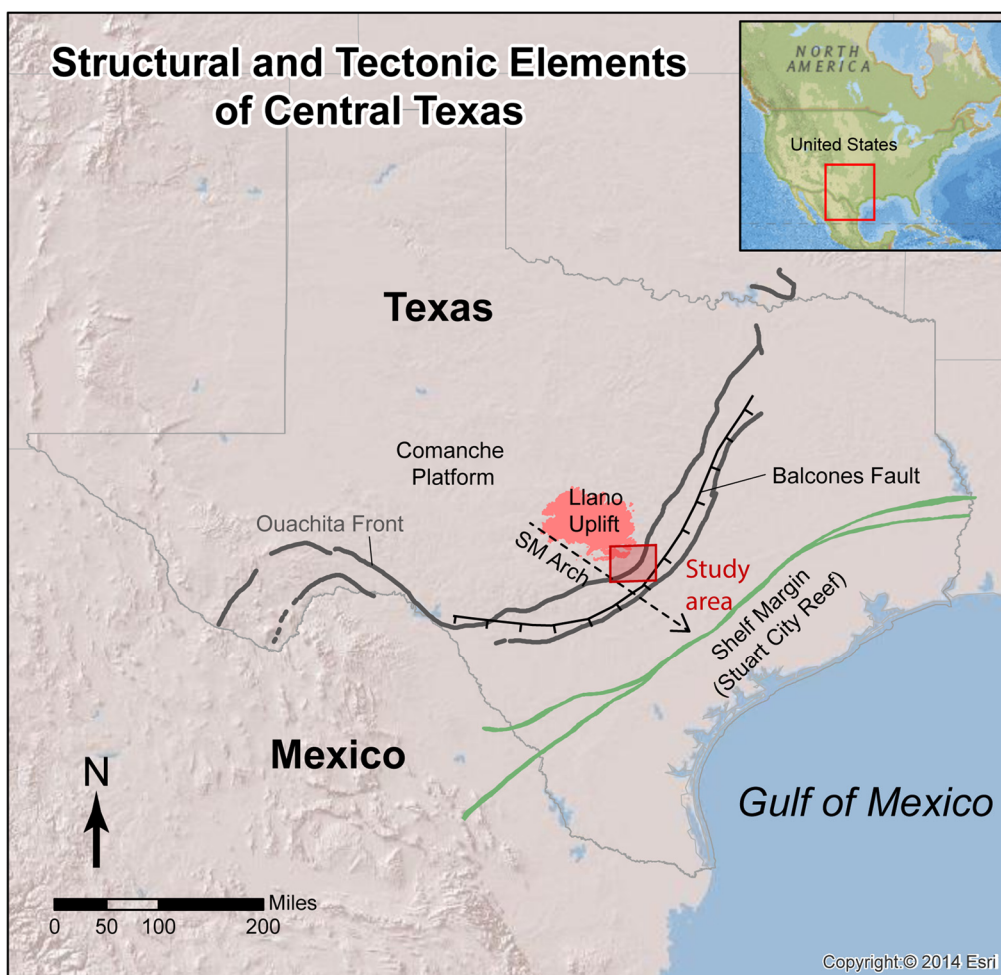 Structural and Tectonic Elements
of Central Texas
NORTH
AMERICA
United States
Texas
Comanche
Platform
Llano
Uplift
Balcones Fault
Ouachita Front
SM Arch
Study
area
Shelf Margin
(Stuart City Reef)
Mexico
Gulf of Mexico
N
Miles
0 50 100 200
Copyright:© 2014 Esri